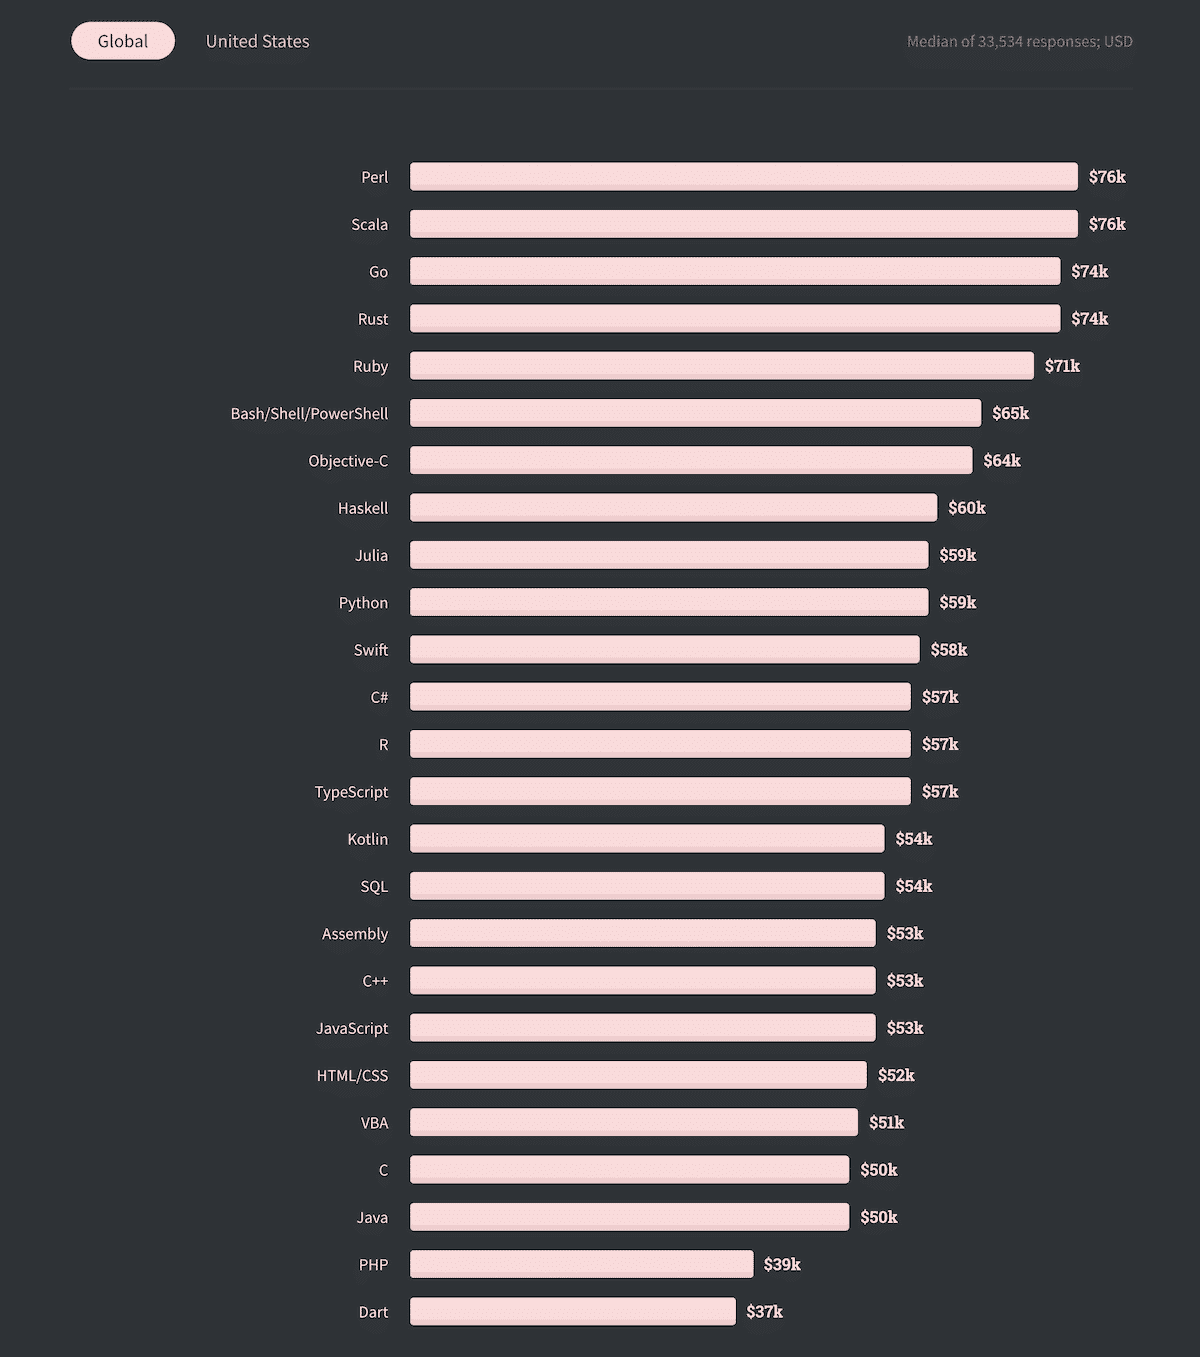 Global United States Median of 33,534 responses; USD
Perl $76k
Scala $76k
Go $74k
Rust $74k
Ruby $71k
Bash/Shell/PowerShell $65k
Objective-C $64k
Haskell $60k
Julia $59k
Python $59k
Swift $58k
C# $57k
R $57k
TypeScript $57k
Kotlin $54k
SQL $54k
Assembly $53k
C++ $53k
JavaScript $53k
HTML/CSS $52k
VBA $51k
C $50k
Java $50k
PHP $39k
Dart $37k